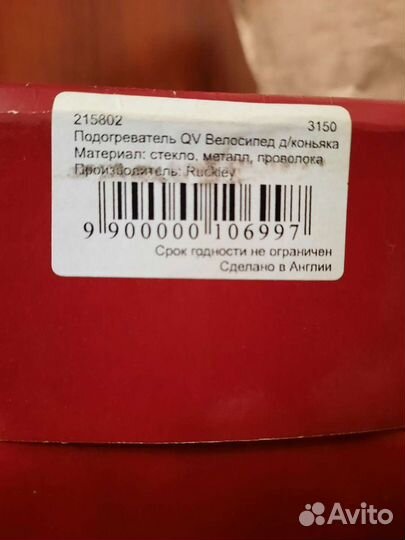 215802 3150
Подогреватель QV Велосипед д/коньяка
Материал: стекло, металл, проволока
Производитель: Ruckley
9 900000 106997
Срок годности не ограничен
Сделано в Англии
Avito